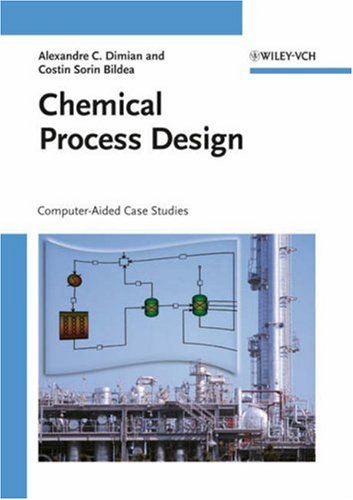 Alexandre C. Dimian and
Costin Sorin Bildea
WILEY-VCH
Chemical
Process Design
Computer-Aided Case Studies